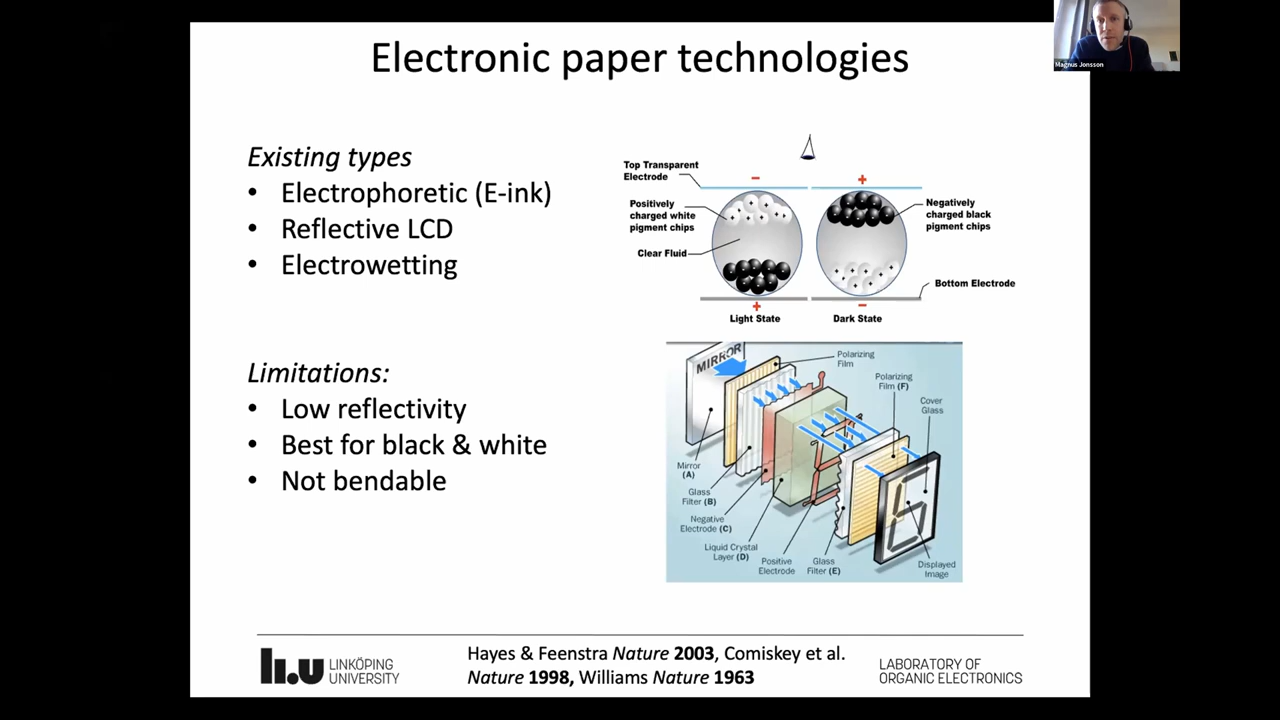 Electronic paper technologies
Magnus Jonsson
Existing types
• Electrophoretic (E-ink)
• Reflective LCD
• Electrowetting
Limitations:
• Low reflectivity
• Best for black & white
• Not bendable
Top Transparent
Electrode
-
+
Positively
charged white
pigment chips
Negatively
charged black
pigment chips
Clear Fluid
Bottom Electrode
+
-
Light State
Dark State
MIRROR
Polarizing
Film
Polarizing
Film (F)
Cover
Glass
Mirror
(A)
Glass
Filter (B)
Negative
Electrode (C)
Liquid Crystal
Layer (D)
Positive
Electrode
Glass
Filter (E)
Displayed
Image
li.u LINKÖPING
UNIVERSITY
Hayes & Feenstra Nature 2003, Comiskey et al.
Nature 1998, Williams Nature 1963
LABORATORY OF
ORGANIC ELECTRONICS